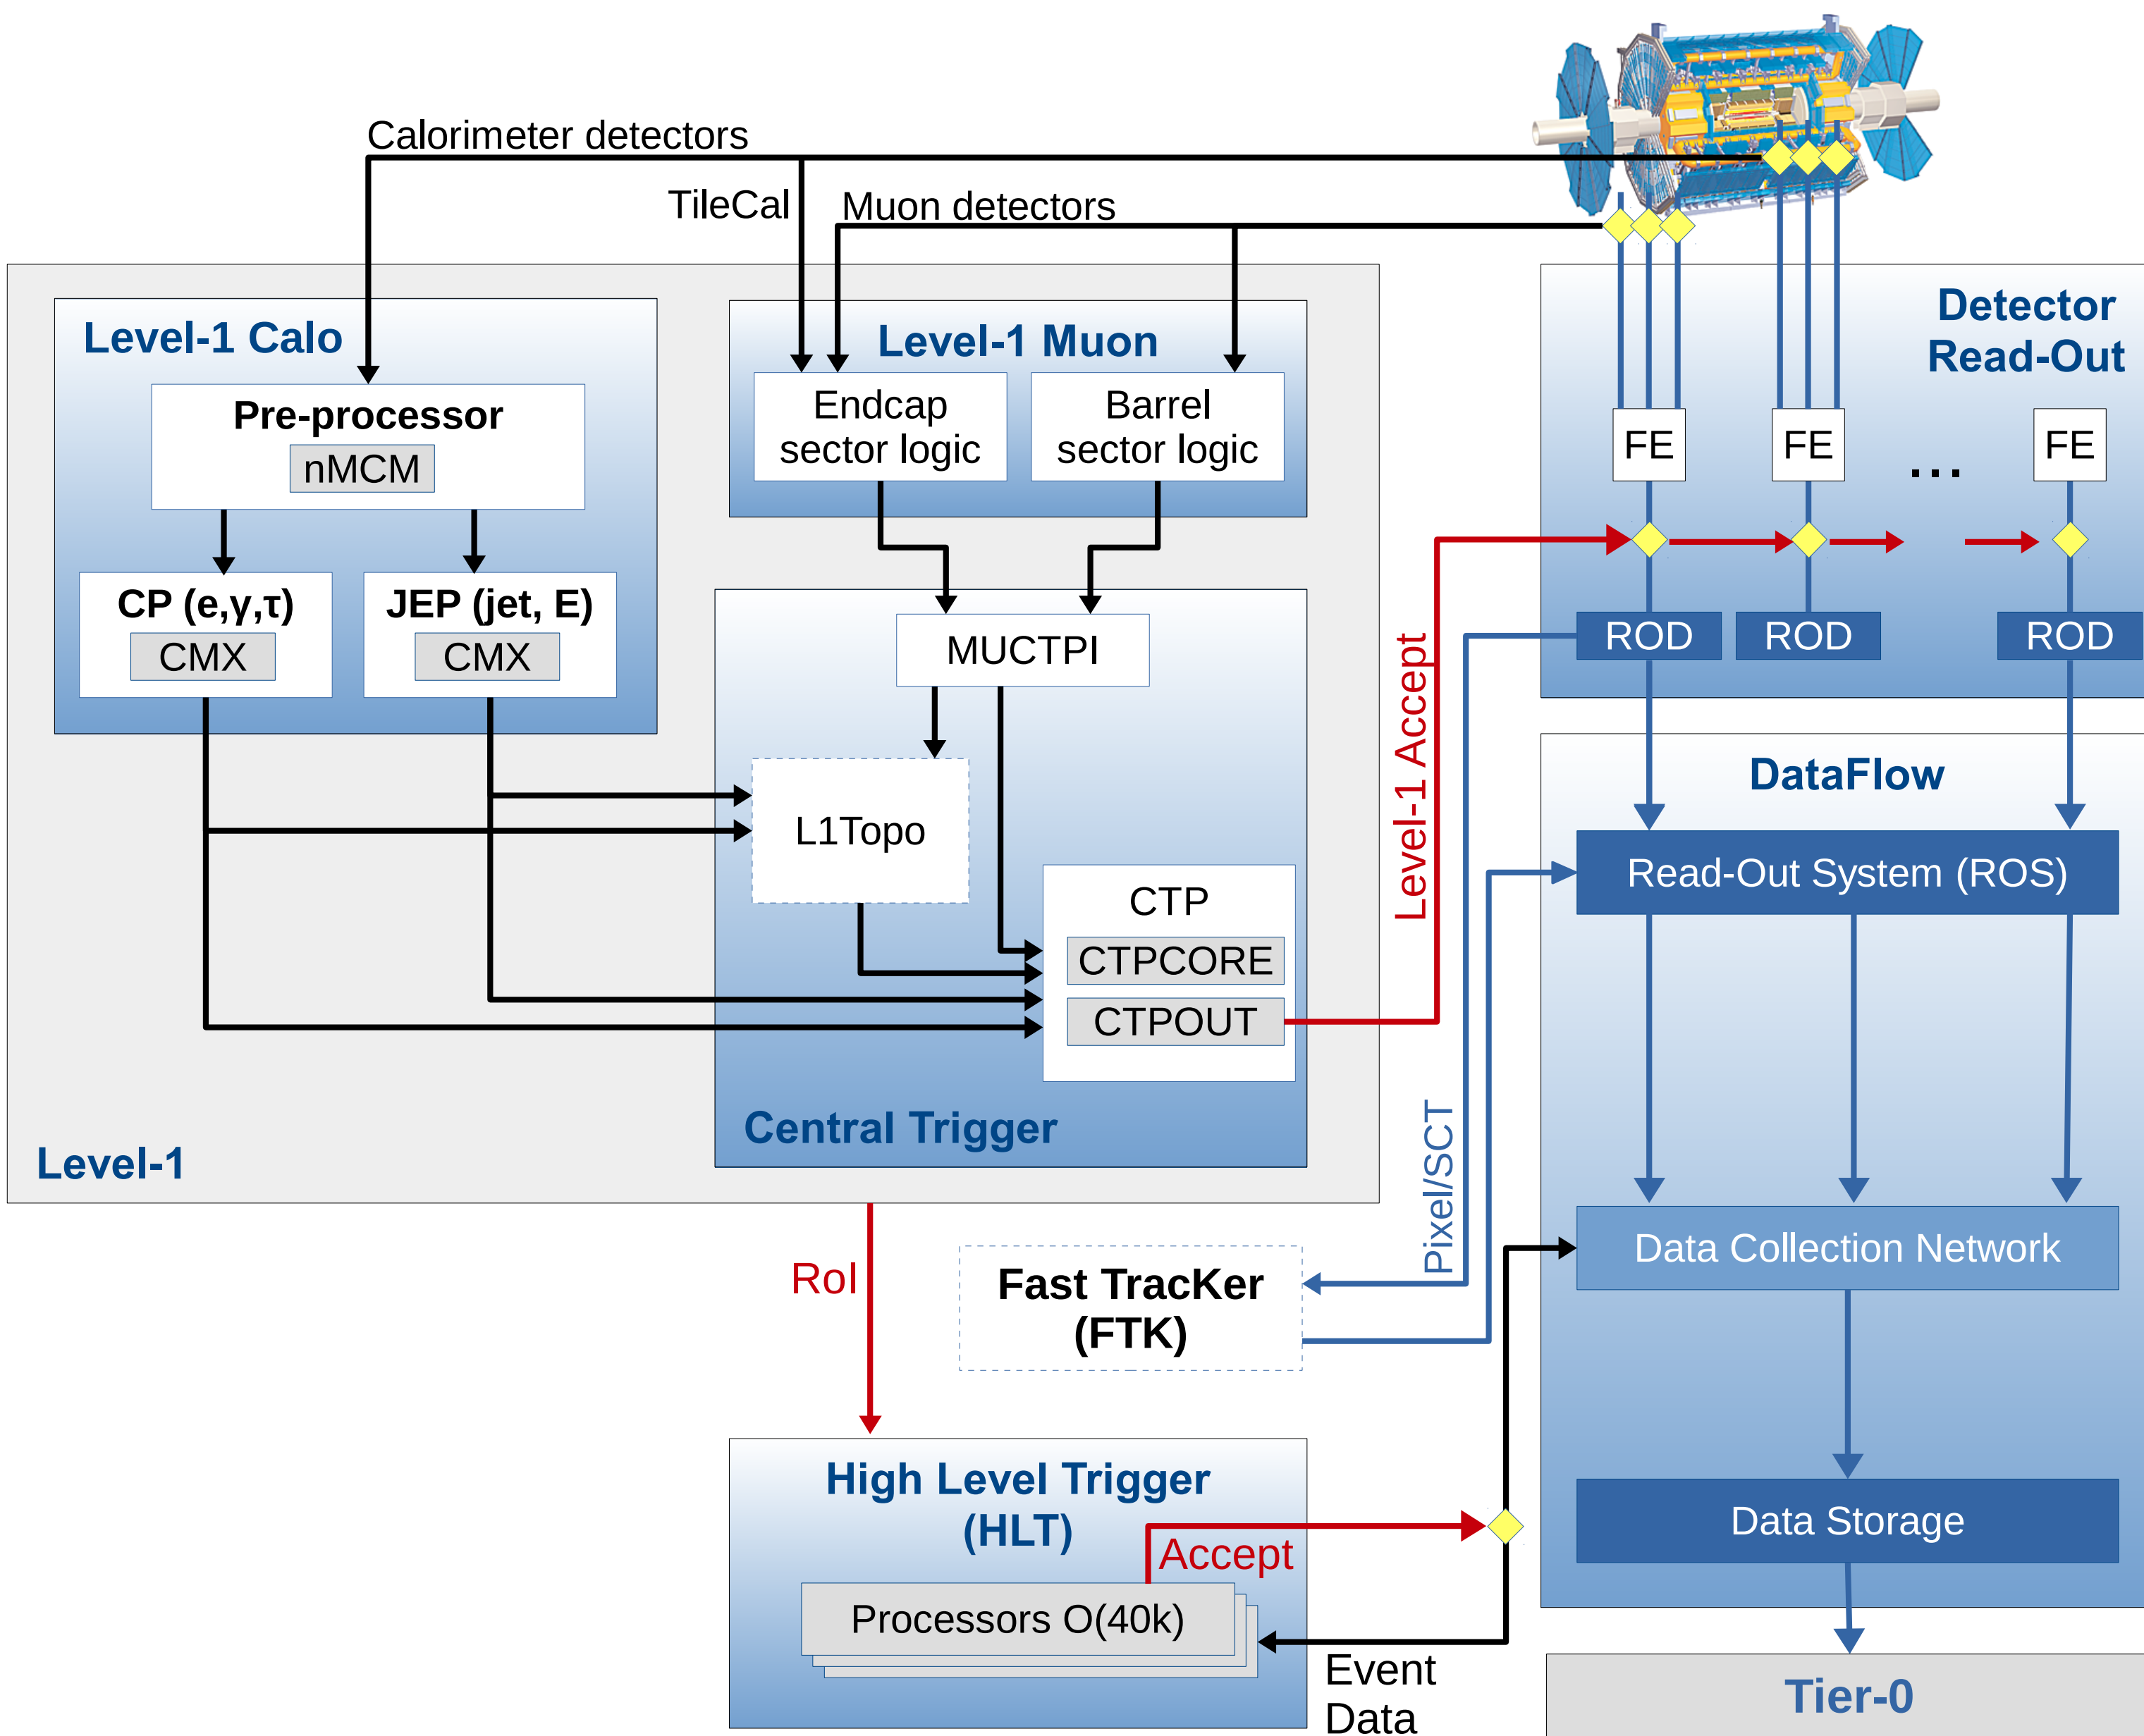 Calorimeter detectors
TileCal
Muon detectors
Level-1 Calo
Pre-processor
nMCM
CP (e,γ,τ)
CMX
JEP (jet, E)
CMX
Level-1 Muon
Endcap
sector logic
Barrel
sector logic
MUCTPI
L1Topo
CTP
CTPCORE
CTPOUT
Central Trigger
Level-1
Level-1 Accept
Detector
Read-Out
FE
FE
...
FE
ROD
ROD
ROD
DataFlow
Read-Out System (ROS)
Pixel/SCT
Data Collection Network
RoI
Fast TracKer
(FTK)
High Level Trigger
(HLT)
Accept
Processors O(40k)
Event
Data
Data Storage
Tier-0